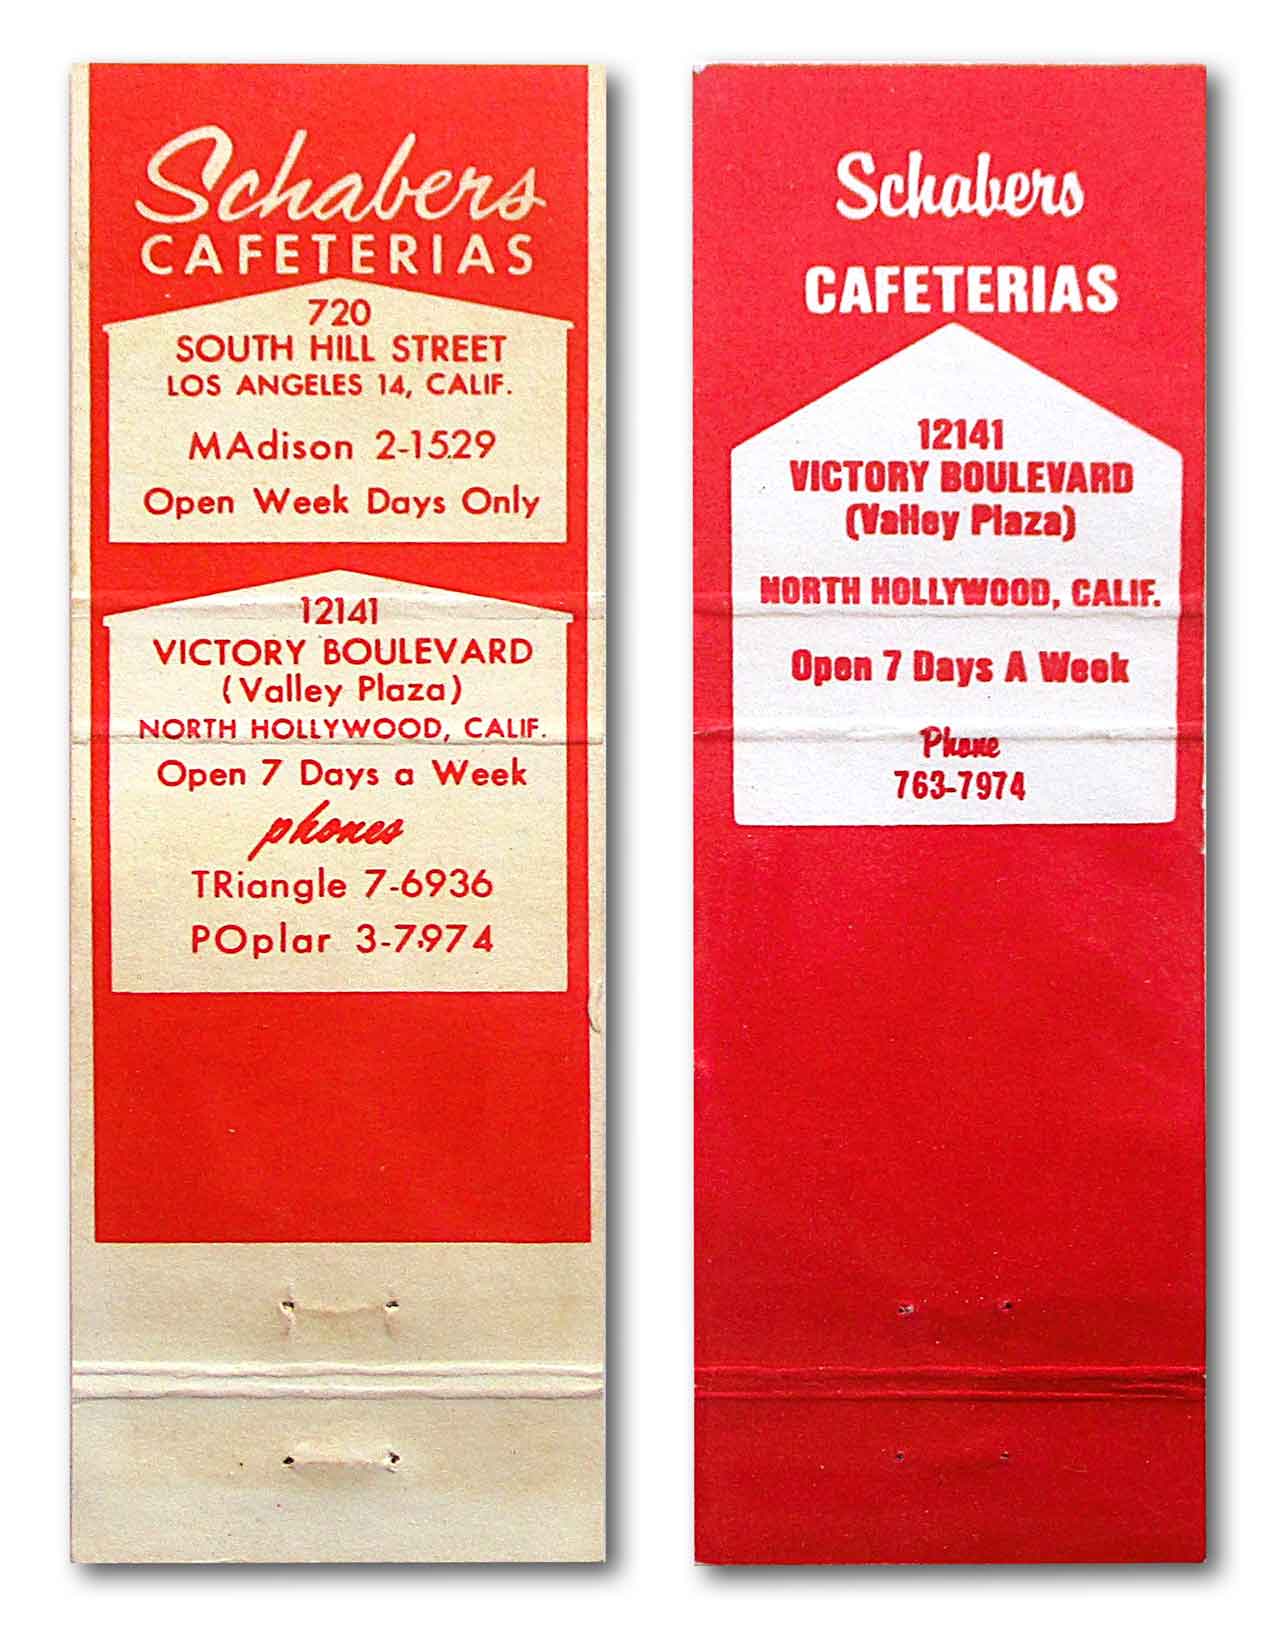 Schabers
CAFETERIAS
720
SOUTH HILL STREET
LOS ANGELES 14, CALIF.
MAdison 2-1529
Open Week Days Only
12141
VICTORY BOULEVARD
(Valley Plaza)
NORTH HOLLYWOOD, CALIF.
Open 7 Days a Week
phones
TRiangle 7-6936
POplar 3-7974
Schabers
CAFETERIAS
12141
VICTORY BOULEVARD
(Valley Plaza)
NORTH HOLLYWOOD, CALIF.
Open 7 Days A Week
Phone
763-7974